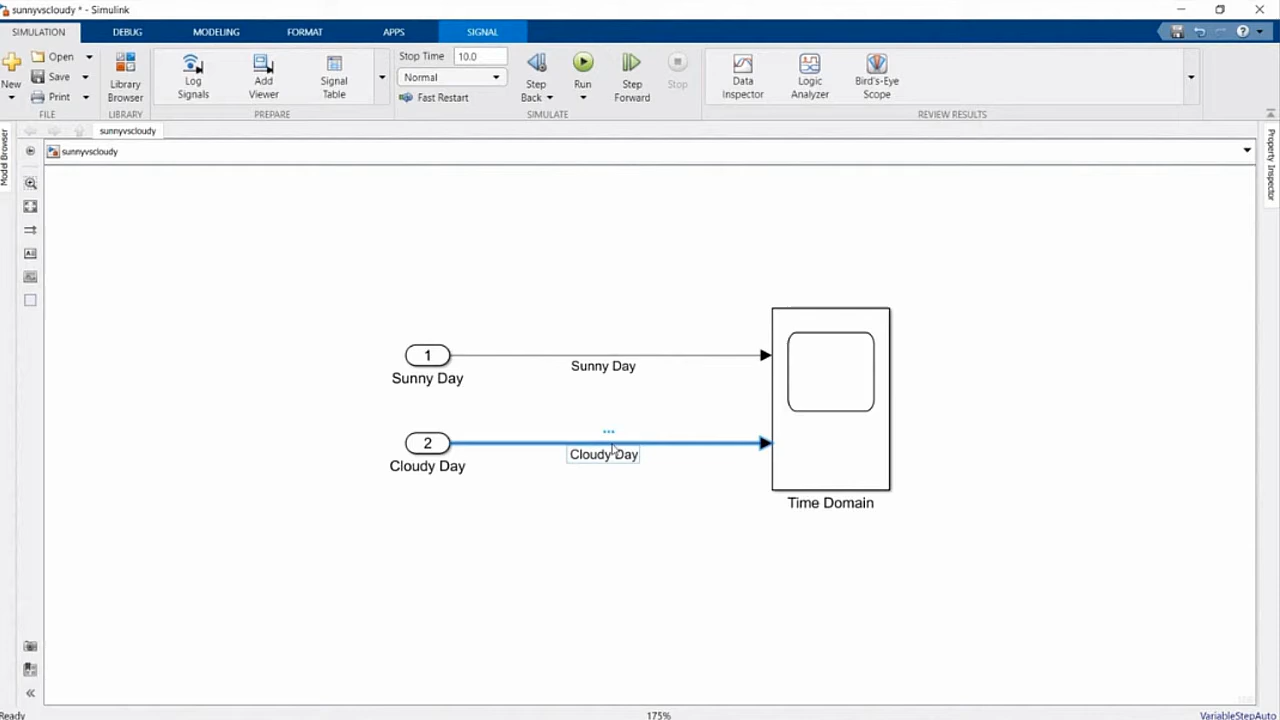 sunnyvscloudy * - Simulink
SIMULATION DEBUG MODELING FORMAT APPS SIGNAL
New
Open
Save
Print
FILE
Library Browser
LIBRARY
Log Signals
Add Viewer
Signal Table
PREPARE
Stop Time 10.0
Normal
Fast Restart
Step Back
Run
Step Forward
Stop
SIMULATE
Data Inspector
Logic Analyzer
Bird's-Eye Scope
REVIEW RESULTS
sunnyvscloudy
sunnyvscloudy
Model Browser
Property Inspector
1
Sunny Day
Sunny Day
2
Cloudy Day
Cloudy Day
Time Domain
Ready
175%
VariableStepAuto